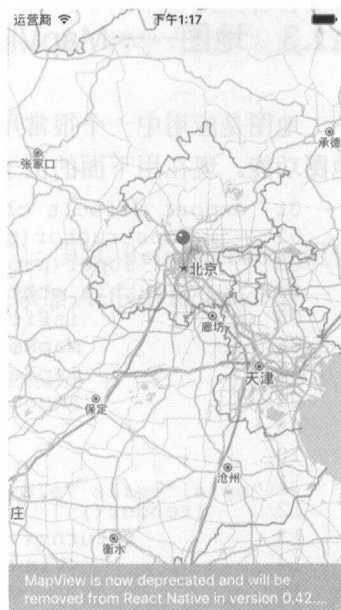 运营商 下午1:17
承德
张家口
北京
廊坊
天津
保定
沧州
庄
衡水
MapView is now deprecated and will be
removed from React Native in version 0.42....